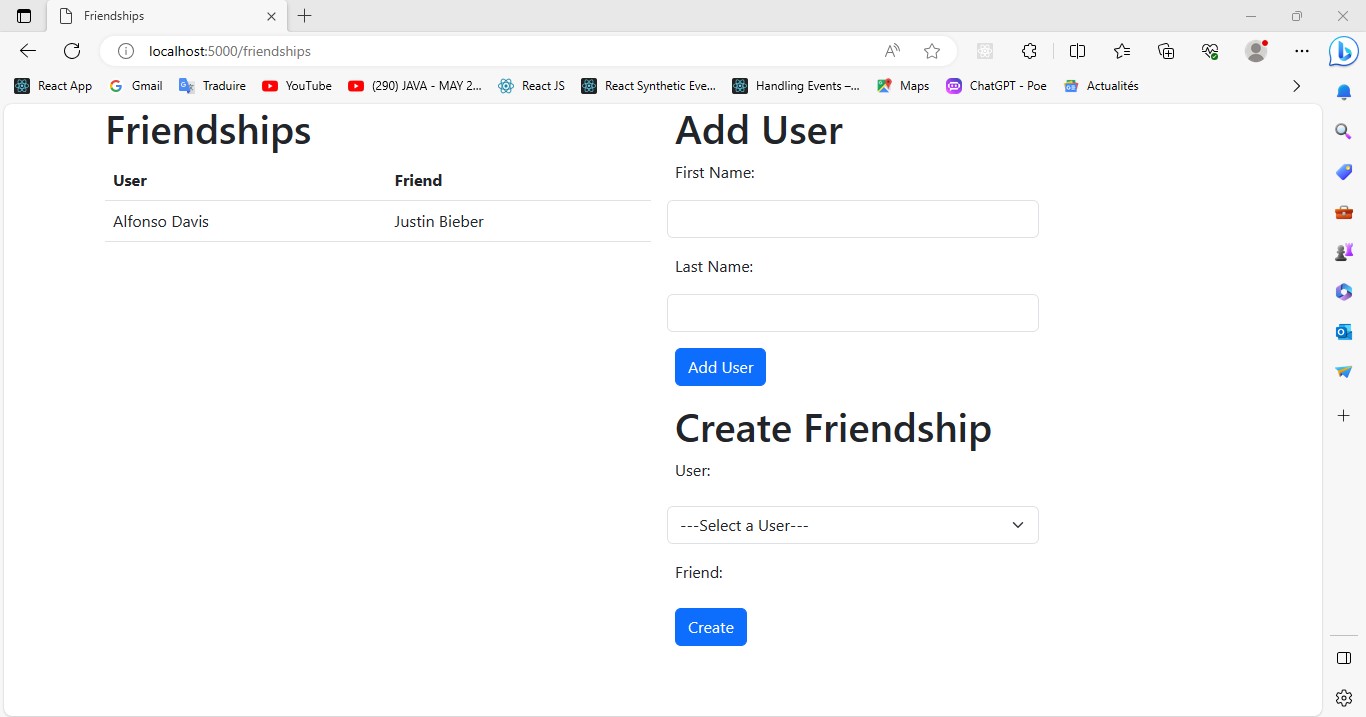 Friendships
localhost:5000/friendships
React App Gmail Traduire YouTube (290) JAVA - MAY 2... React JS React Synthetic Eve... Handling Events –... Maps ChatGPT - Poe Actualités
Friendships
User Friend
Alfonso Davis Justin Bieber
Add User
First Name:
Last Name:
Add User
Create Friendship
User:
---Select a User---
Friend:
Create